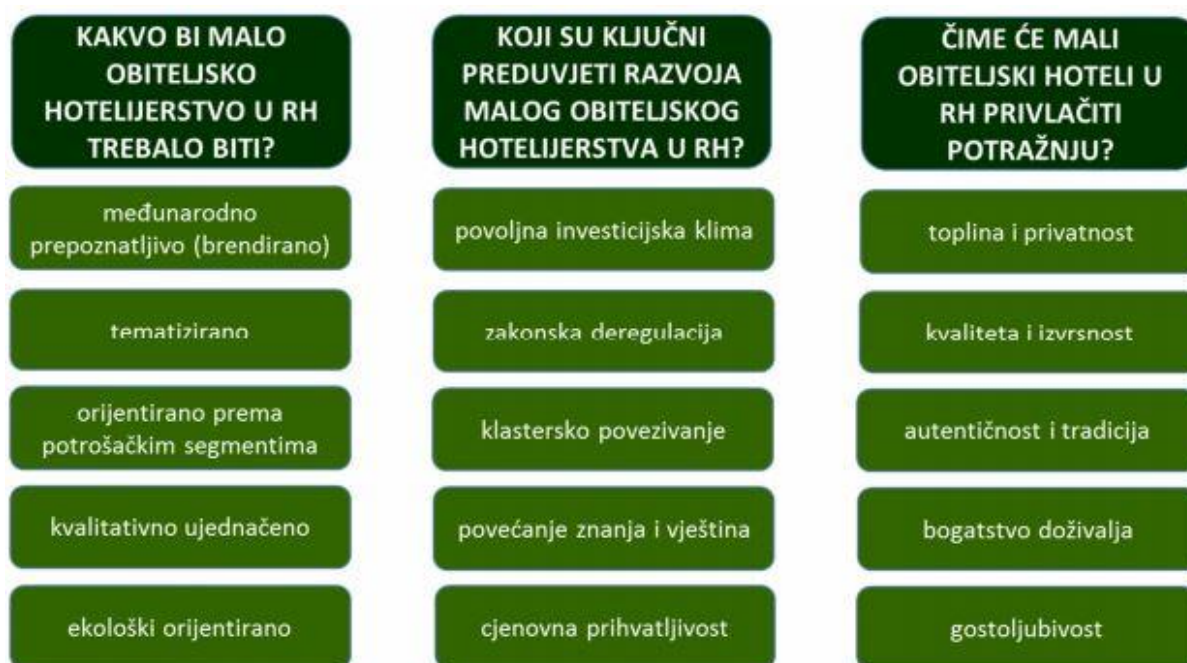 KAKVO BI MALO
OBITELJSKO
HOTELIJERSTVO U RH
TREBALO BITI?
međunarodno
prepoznatljivo (brendirano)
tematizirano
orijentirano prema
potrošačkim segmentima
kvalitativno ujednačeno
ekološki orijentirano
KOJI SU KLJUČNI
PREDUVJETI RAZVOJA
MALOG OBITELJSKOG
HOTELIJERSTVA U RH?
povoljna investicijska klima
zakonska deregulacija
klastersko povezivanje
povećanje znanja i vještina
cjenovna prihvatljivost
ČIME ĆE MALI
OBITELJSKI HOTELI U
RH PRIVLAČITI
POTRAŽNJU?
toplina i privatnost
kvaliteta i izvrsnost
autentičnost i tradicija
bogatstvo doživalja
gostoljubivost